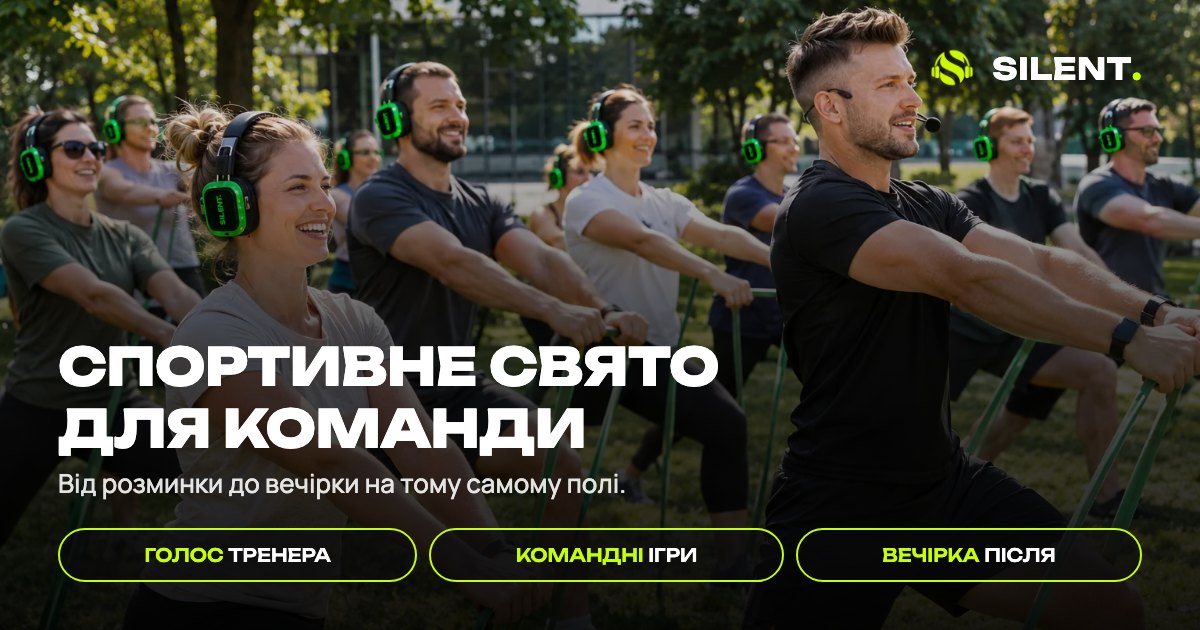 SILENT.
SILENT.
СПОРТИВНЕ СВЯТО
ДЛЯ КОМАНДИ
Від розминки до вечірки на тому самому полі.
ГОЛОС ТРЕНЕРА
КОМАНДНІ ІГРИ
ВЕЧІРКА ПІСЛЯ